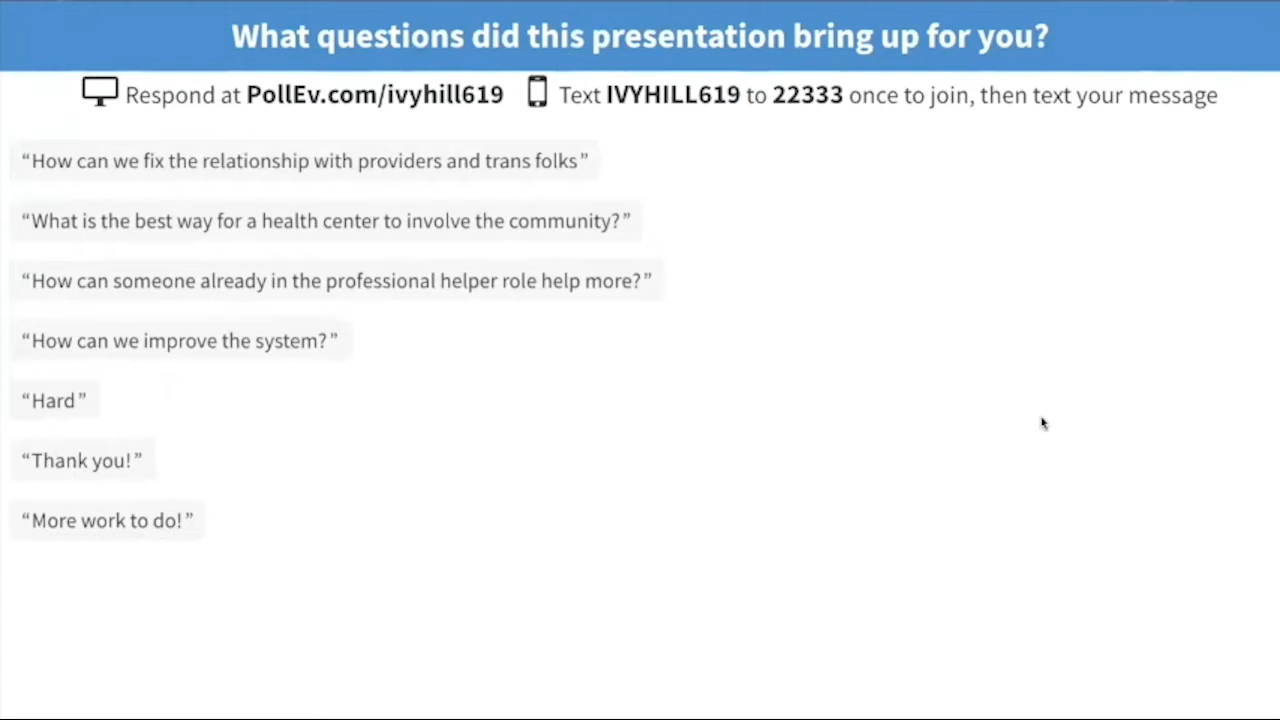 What questions did this presentation bring up for you?
Respond at PollEv.com/ivyhill619 Text IVYHILL619 to 22333 once to join, then text your message
“How can we fix the relationship with providers and trans folks”
“What is the best way for a health center to involve the community?”
“How can someone already in the professional helper role help more?”
“How can we improve the system?”
“Hard”
“Thank you!”
“More work to do!”